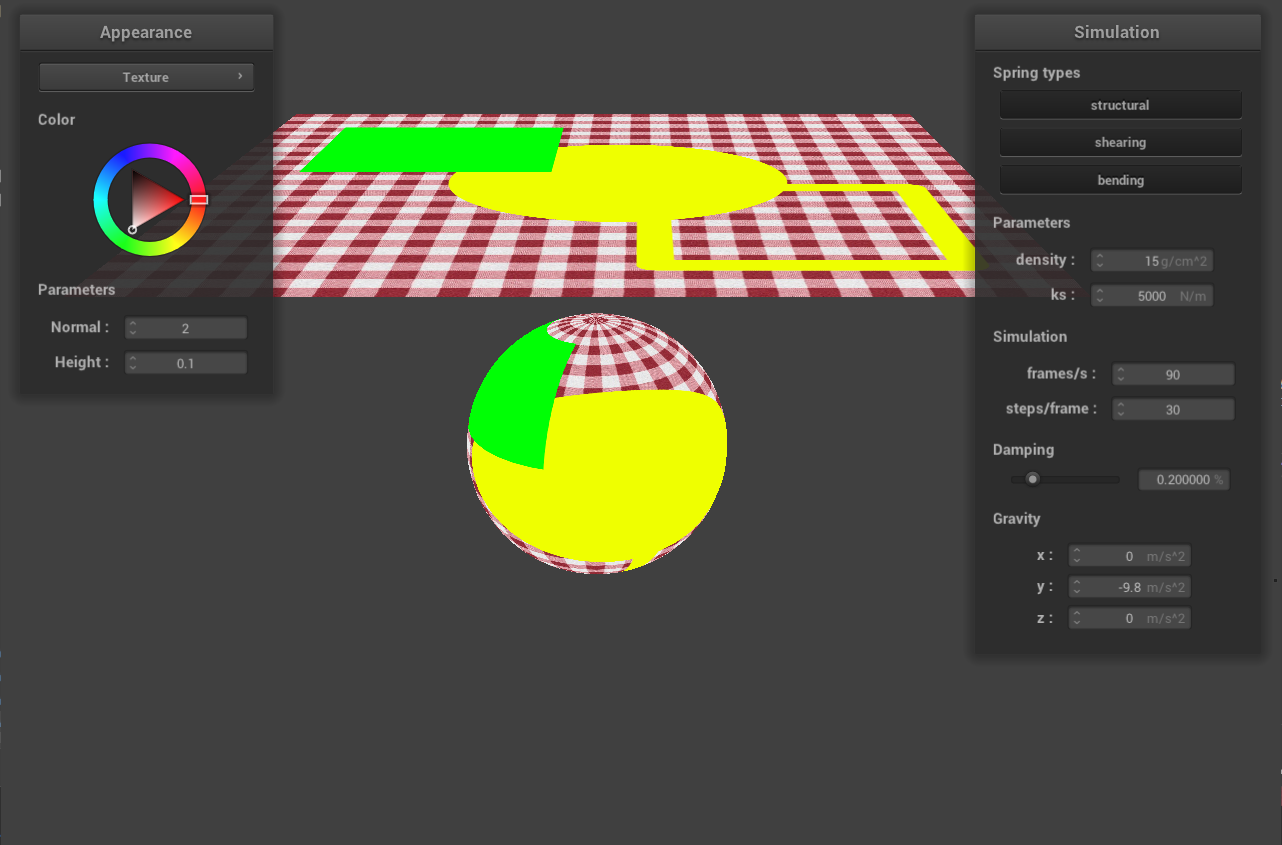 Appearance
Texture
Color
Parameters
Normal : 2
Height : 0.1
Simulation
Spring types
structural
shearing
bending
Parameters
density : 15 g/cm^2
ks : 5000 N/m
Simulation
frames/s : 90
steps/frame : 30
Damping
0.200000 %
Gravity
x : 0 m/s^2
y : -9.8 m/s^2
z : 0 m/s^2